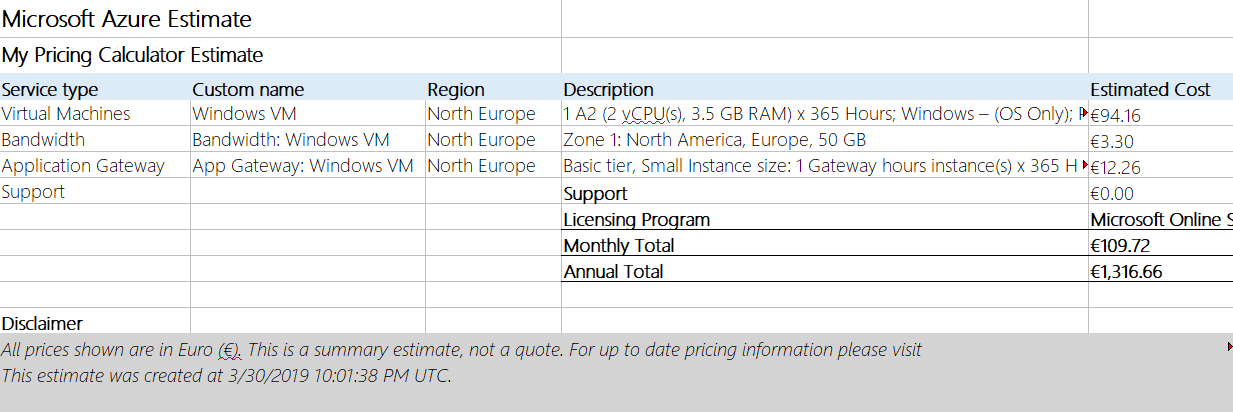 Microsoft Azure Estimate
My Pricing Calculator Estimate
Service type Custom name Region Description Estimated Cost
Virtual Machines Windows VM North Europe 1 A2 (2 vCPU(s), 3.5 GB RAM) x 365 Hours; Windows – (OS Only); €94.16
Bandwidth Bandwidth: Windows VM Zone 1: North America, Europe, 50 GB €3.30
Application Gateway App Gateway: Windows VM North Europe Basic tier, Small Instance size: 1 Gateway hours instance(s) x 365 H €12.26
Support Support €0.00
Licensing Program Microsoft Online S
Monthly Total €109.72
Annual Total €1,316.66
Disclaimer
All prices shown are in Euro (€). This is a summary estimate, not a quote. For up to date pricing information please visit
This estimate was created at 3/30/2019 10:01:38 PM UTC.